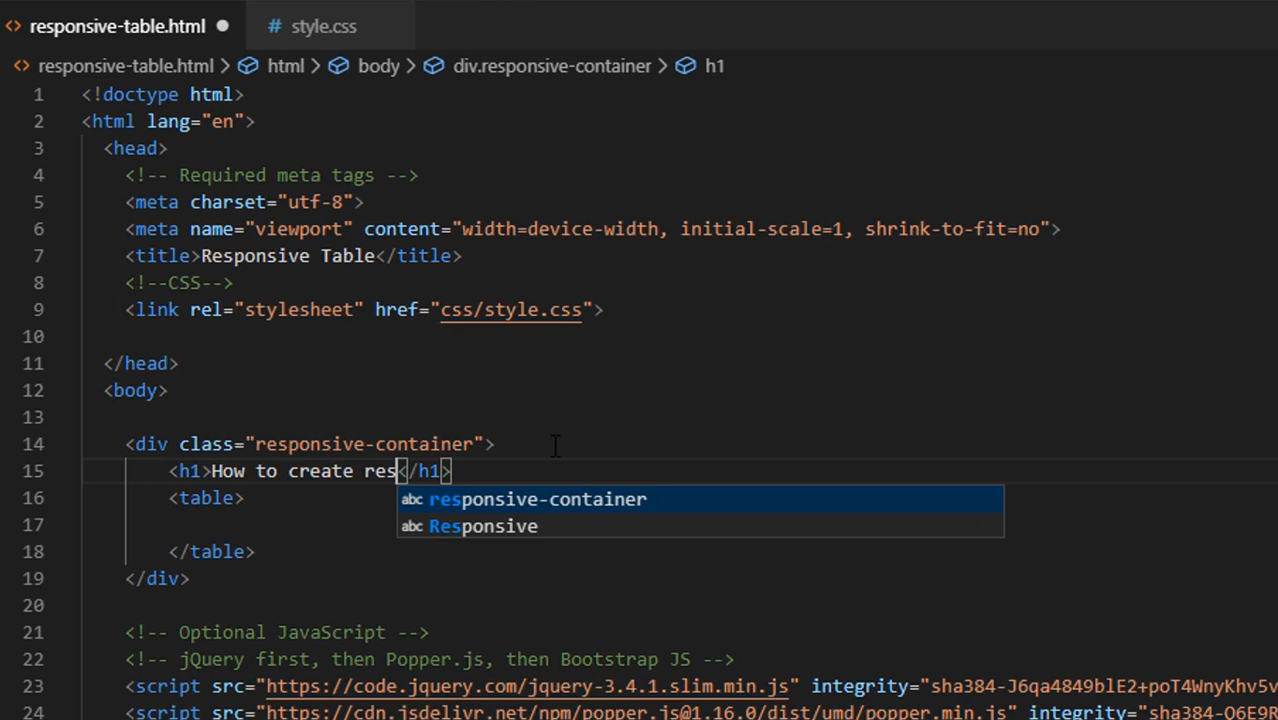 responsive-table.html
style.css
responsive-table.html > html > body > div.responsive-container > h1
1 <!doctype html>
2 <html lang="en">
3 <head>
4 <!-- Required meta tags -->
5 <meta charset="utf-8">
6 <meta name="viewport" content="width=device-width, initial-scale=1, shrink-to-fit=no">
7 <title>Responsive Table</title>
8 <!--CSS-->
9 <link rel="stylesheet" href="css/style.css">
10
11 </head>
12 <body>
13
14 <div class="responsive-container">
15 <h1>How to create res</h1>
16 <table>
abc responsive-container
17
abc Responsive
18 </table>
19 </div>
20
21 <!-- Optional JavaScript -->
22 <!-- jQuery first, then Popper.js, then Bootstrap JS -->
23 <script src="https://code.jquery.com/jquery-3.4.1.slim.min.js" integrity="sha384-J6qa4849blE2+poT4WnyKhv5v
24 <script src="https://cdn.jsdelivr.net/npm/popper.js@1.16.0/dist/umd/popper.min.js" integrity="sha384-Q6E9R